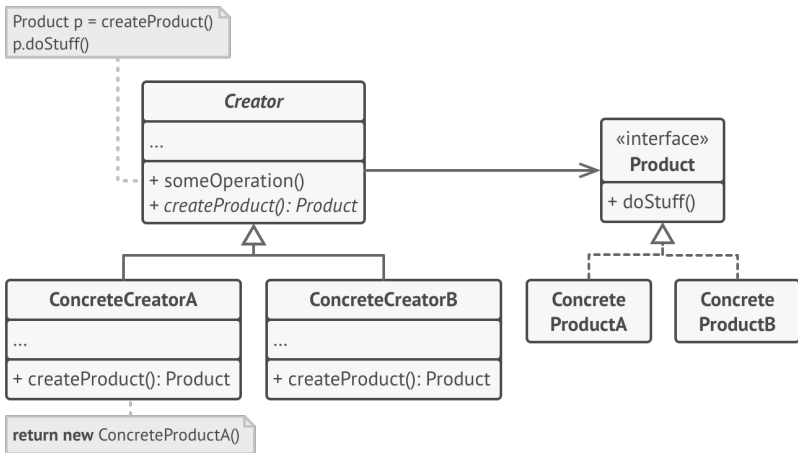 Product p = createProduct()
p.doStuff()
Creator
...
+ someOperation()
+ createProduct(): Product
«interface»
Product
+ doStuff()
ConcreteCreatorA
...
+ createProduct(): Product
ConcreteCreatorB
...
+ createProduct(): Product
Concrete
ProductA
Concrete
ProductB
return new ConcreteProductA()